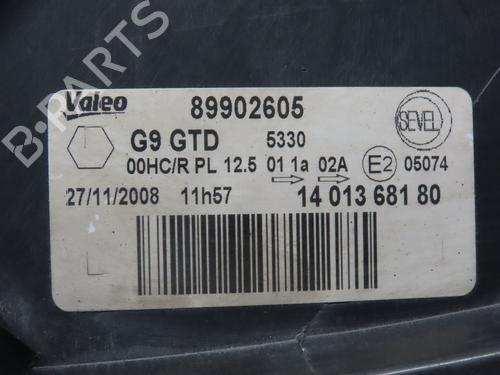 B-PARTS
Valeo 89902605 SEVEL
G9 GTD 5330
00HC/R PL 12.5 01 1a 02A E2 05074
27/11/2008 11h57 14 013 681 80